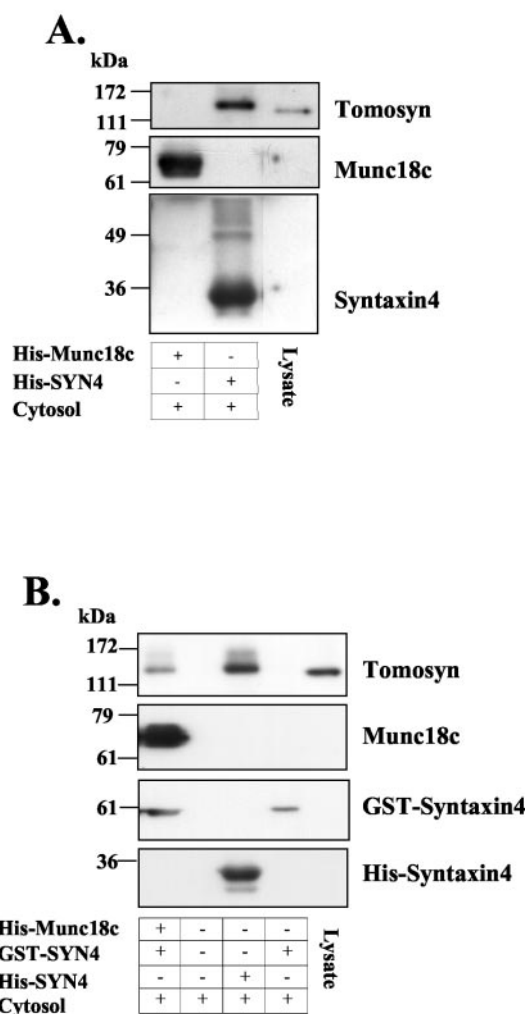 A.
kDa
172
111
Tomosyn
79
61
Munc18c
49
36
Syntaxin4
His-Munc18c + -
His-SYN4 - +
Cytosol + +
Lysate
B.
kDa
172
111
Tomosyn
79
61
Munc18c
61
GST-Syntaxin4
36
His-Syntaxin4
His-Munc18c + - - -
GST-SYN4 + - - +
His-SYN4 - - + -
Cytosol + + + +
Lysate